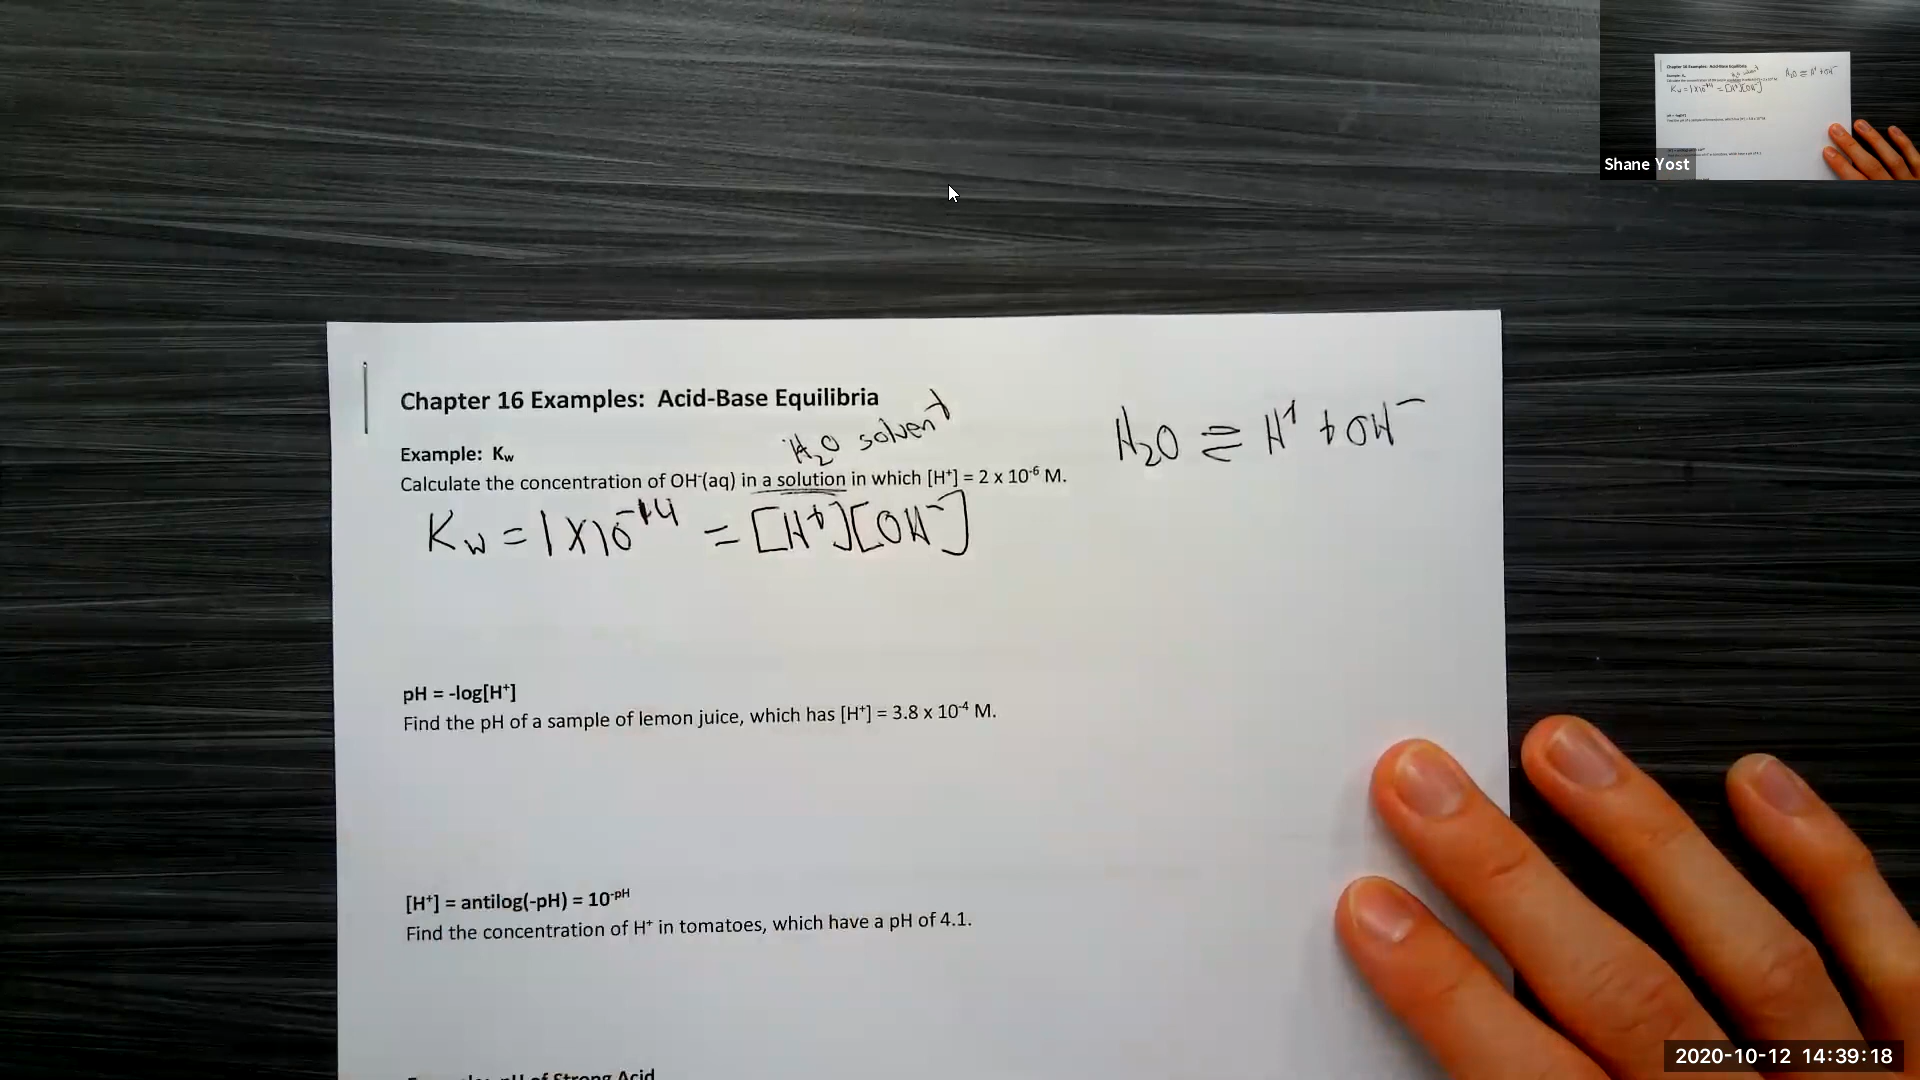 Shane Yost
Chapter 16 Examples: Acid-Base Equilibria
H₂O solvent
H₂O ⇌ H⁺ + OH⁻
Example: Kw
Calculate the concentration of OH⁻(aq) in a solution in which [H⁺] = 2 x 10⁻⁶ M.
Kw = 1 x 10⁻¹⁴ = [H⁺][OH⁻]
pH = -log[H⁺]
Find the pH of a sample of lemon juice, which has [H⁺] = 3.8 x 10⁻⁴ M.
[H⁺] = antilog(-pH) = 10⁻ᵖᴴ
Find the concentration of H⁺ in tomatoes, which have a pH of 4.1.
pH of Strong Acid
2020-10-12 14:39:18